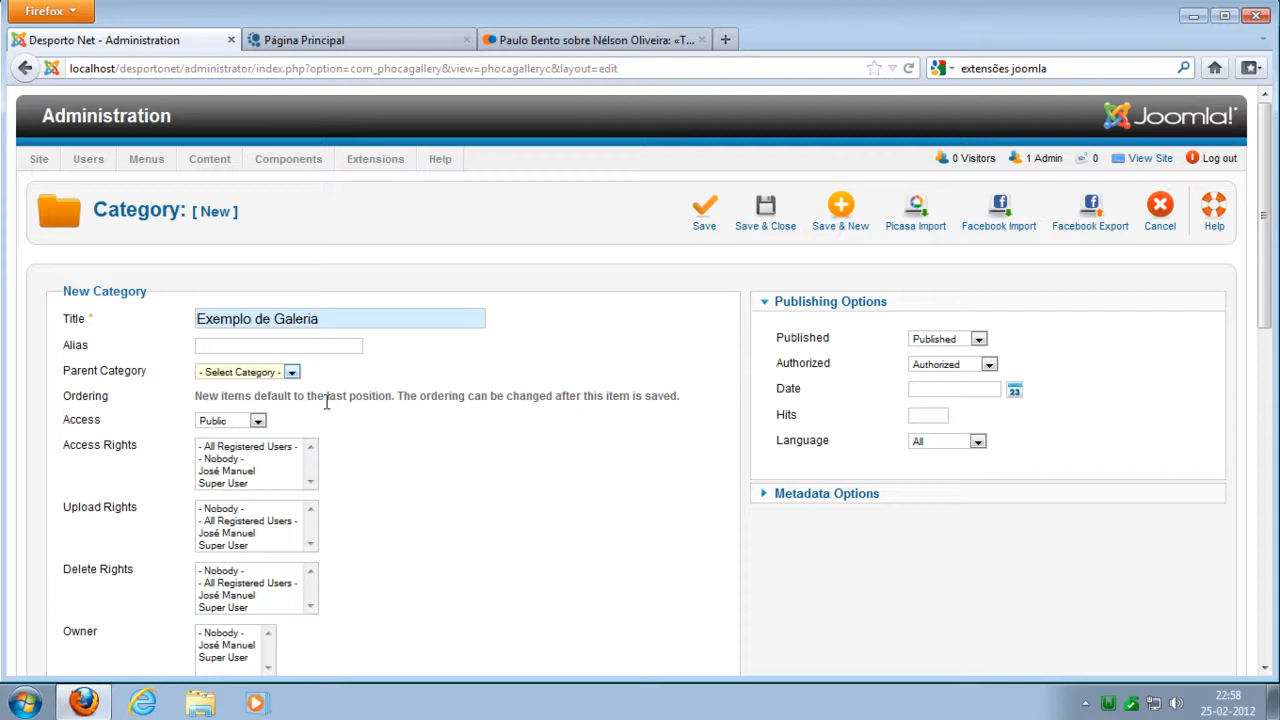 Firefox
Desporto Net - Administration
Página Principal
Paulo Bento sobre Nélson Oliveira: «T...
localhost/desportonet/administrator/index.php?option=com_phocagallery&view=phocagalleryc&layout=edit
extensões joomla
Administration
Joomla!
Site Users Menus Content Components Extensions Help
0 Visitors 1 Admin 0 View Site Log out
Category: [ New ]
Save Save & Close Save & New Picasa Import Facebook Import Facebook Export Cancel Help
New Category
Title * Exemplo de Galeria
Alias
Parent Category - Select Category -
Ordering New items default to the last position. The ordering can be changed after this item is saved.
Access Public
Access Rights - All Registered Users -
- Nobody -
José Manuel
Super User
Upload Rights - Nobody -
- All Registered Users -
José Manuel
Super User
Delete Rights - Nobody -
- All Registered Users -
José Manuel
Super User
Owner - Nobody -
José Manuel
Super User
Publishing Options
Published Published
Authorized Authorized
Date 23
Hits
Language All
Metadata Options
22:58
25-02-2012